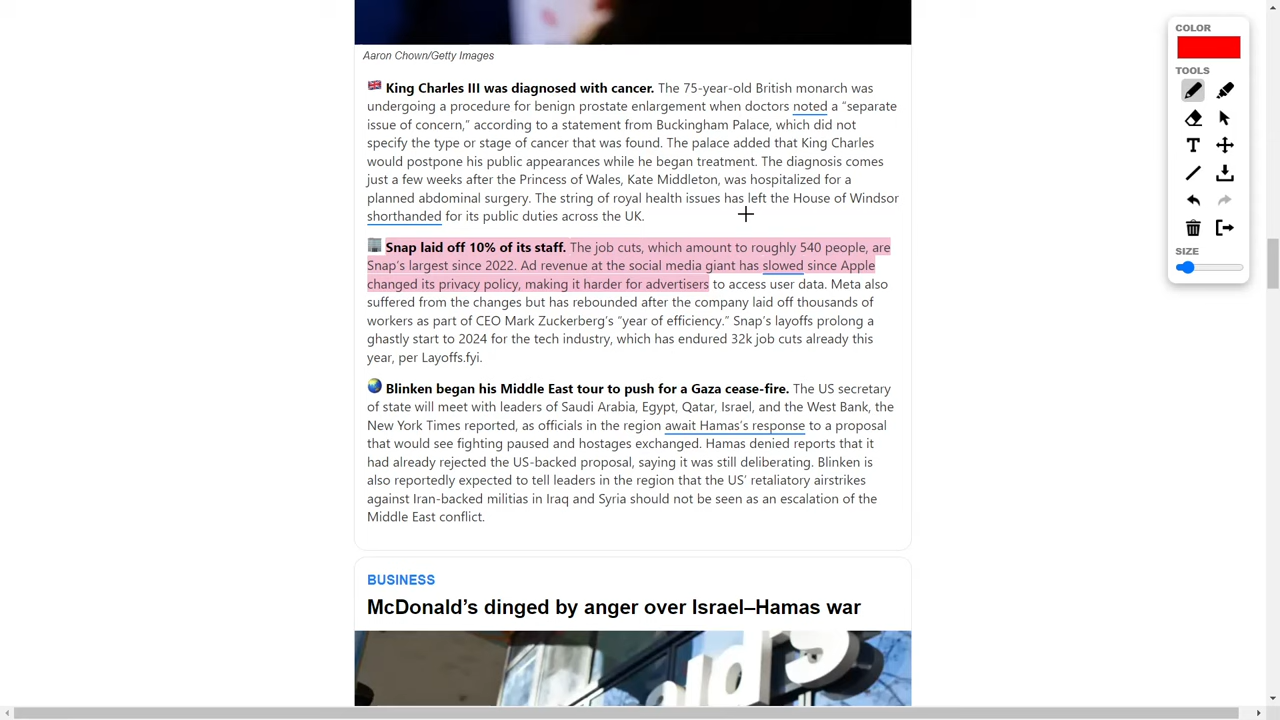 Aaron Chown/Getty Images
King Charles III was diagnosed with cancer. The 75-year-old British monarch was
undergoing a procedure for benign prostate enlargement when doctors noted a “separate
issue of concern,” according to a statement from Buckingham Palace, which did not
specify the type or stage of cancer that was found. The palace added that King Charles
would postpone his public appearances while he began treatment. The diagnosis comes
just a few weeks after the Princess of Wales, Kate Middleton, was hospitalized for a
planned abdominal surgery. The string of royal health issues has left the House of Windsor
shorthanded for its public duties across the UK.
Snap laid off 10% of its staff. The job cuts, which amount to roughly 540 people, are
Snap’s largest since 2022. Ad revenue at the social media giant has slowed since Apple
changed its privacy policy, making it harder for advertisers to access user data. Meta also
suffered from the changes but has rebounded after the company laid off thousands of
workers as part of CEO Mark Zuckerberg’s “year of efficiency.” Snap’s layoffs prolong a
ghastly start to 2024 for the tech industry, which has endured 32k job cuts already this
year, per Layoffs.fyi.
Blinken began his Middle East tour to push for a Gaza cease-fire. The US secretary
of state will meet with leaders of Saudi Arabia, Egypt, Qatar, Israel, and the West Bank, the
New York Times reported, as officials in the region await Hamas’s response to a proposal
that would see fighting paused and hostages exchanged. Hamas denied reports that it
had already rejected the US-backed proposal, saying it was still deliberating. Blinken is
also reportedly expected to tell leaders in the region that the US’ retaliatory airstrikes
against Iran-backed militias in Iraq and Syria should not be seen as an escalation of the
Middle East conflict.
BUSINESS
McDonald’s dinged by anger over Israel–Hamas war
ald's
COLOR
TOOLS
T
SIZE